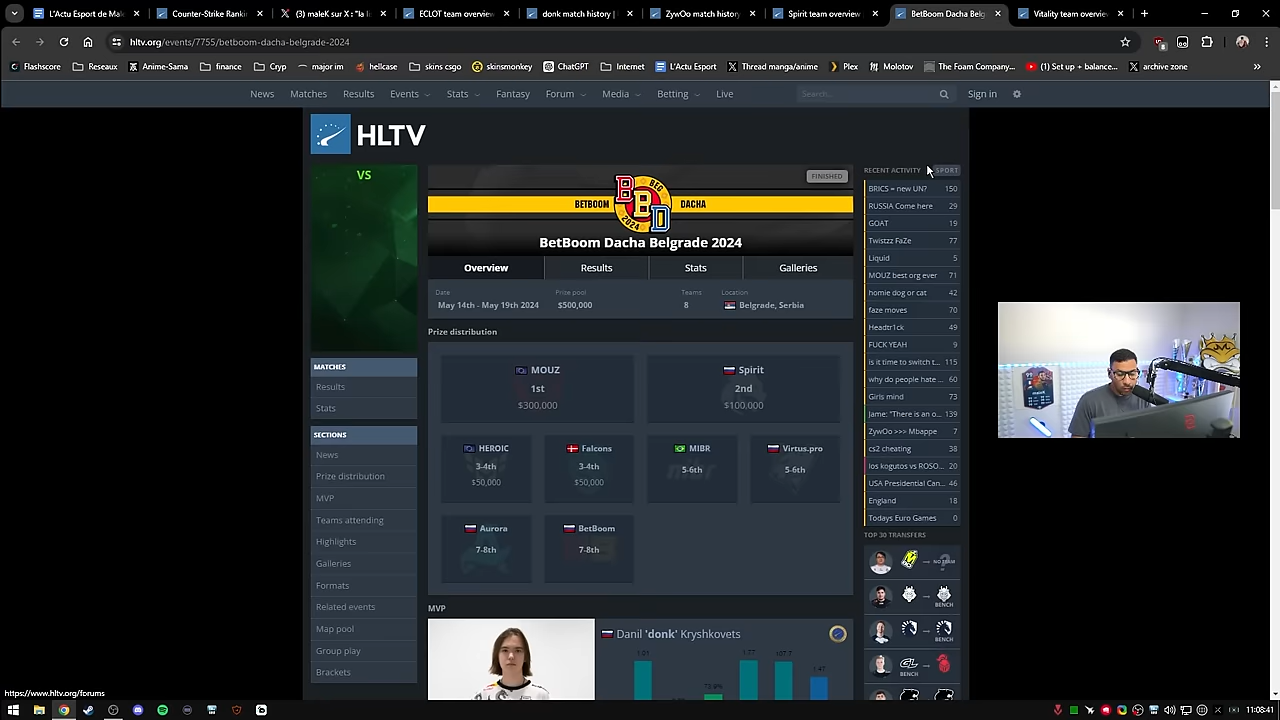 L'Actu Esport de Mal
Counter-Strike Ranki
(3) maleK sur X : "la l
ECLOT team overview
donk match history |
ZywOo match history
Spirit team overview
BetBoom Dacha Belg
Vitality team overvie
hltv.org/events/7755/betboom-dacha-belgrade-2024
Flashscore
Reseaux
Anime-Sama
finance
Cryp
major im
hellcase
skins csgo
skinsmonkey
ChatGPT
Internet
L'Actu Esport
Thread manga/anime
Plex
Molotov
The Foam Company...
(1) Set up + balance...
archive zone
News
Matches
Results
Events
Stats
Fantasy
Forum
Media
Betting
Live
Search...
Sign in
HLTV
VS
FINISHED
BETBOOM
BBD
BEG
2024
DACHA
BetBoom Dacha Belgrade 2024
Overview
Results
Stats
Galleries
Date
Prize pool
Teams
Location
May 14th - May 19th 2024
$500,000
8
Belgrade, Serbia
Prize distribution
MOUZ
1st
$300,000
Spirit
2nd
$100,000
HEROIC
3-4th
$50,000
Falcons
3-4th
$50,000
MIBR
5-6th
Virtus.pro
5-6th
Aurora
7-8th
BetBoom
7-8th
MVP
Danil 'donk' Kryshkovets
MATCHES
Results
Stats
SECTIONS
News
Prize distribution
MVP
Teams attending
Highlights
Galleries
Formats
Related events
Map pool
Group play
Brackets
RECENT ACTIVITY
SPORT
BRICS = new UN? 150
RUSSIA Come here 29
GOAT 19
Twistzz FaZe 77
Liquid 5
MOUZ best org ever 71
homie dog or cat 42
faze moves 70
Headtr1ck 49
FUCK YEAH 9
is it time to switch t... 115
why do people hate ... 60
Girls mind 73
Jame: "There is an o... 139
ZywOo >>> Mbappe 7
cs2 cheating 38
los kogutos vs ROSO... 20
USA Presidential Can... 46
England 18
Todays Euro Games 0
TOP 30 TRANSFERS
NO TEAM
BENCH
BENCH
BENCH
https://www.hltv.org/forums
11:08:41